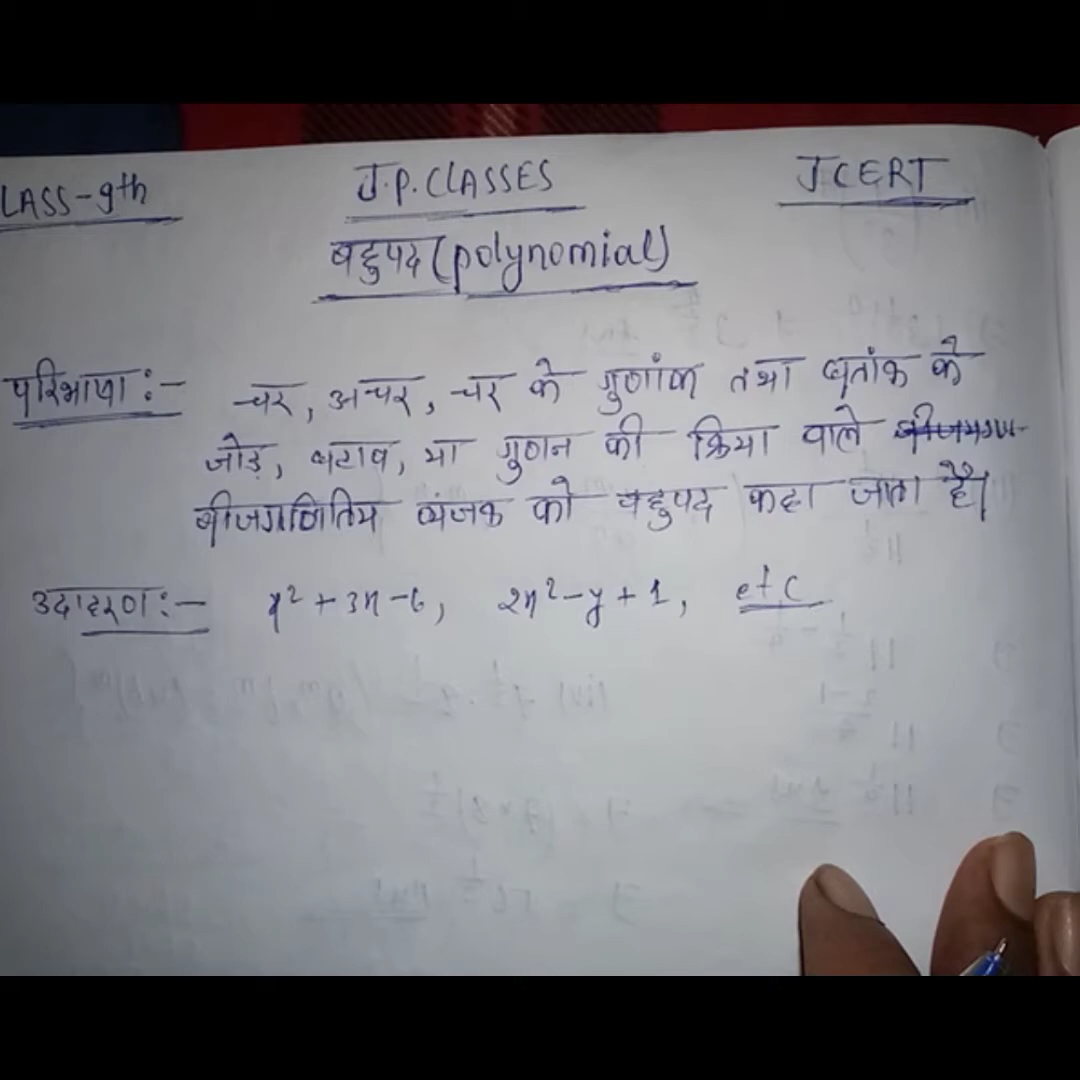 LASS-9th J.P. CLASSES JCERT
बहुपद (polynomial)
परिभाषा :- चर, अचर, चर के गुणांक तथा घतांक के
जोड़, घटाव, या गुणन की क्रिया वाले
बीजगणितिय व्यंजक को बहुपद कहा जाता है।
उदाहरण :- x² + 3x - 6, 2x² - y + 1, etc